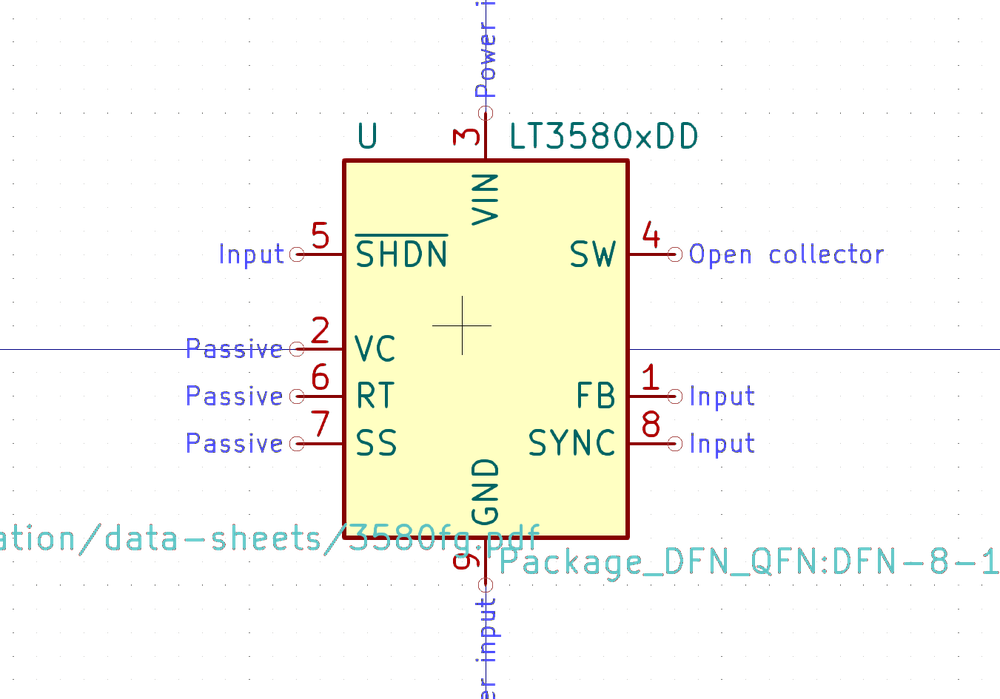 Power i
3
U
LT3580xDD
VIN
Input
5
SHDN
SW
4
Open collector
Passive
2
VC
Passive
6
RT
FB
1
Input
Passive
7
SS
SYNC
8
Input
GND
ation/data-sheets/3580fg.pdf
9
Package_DFN_QFN:DFN-8-1
er input